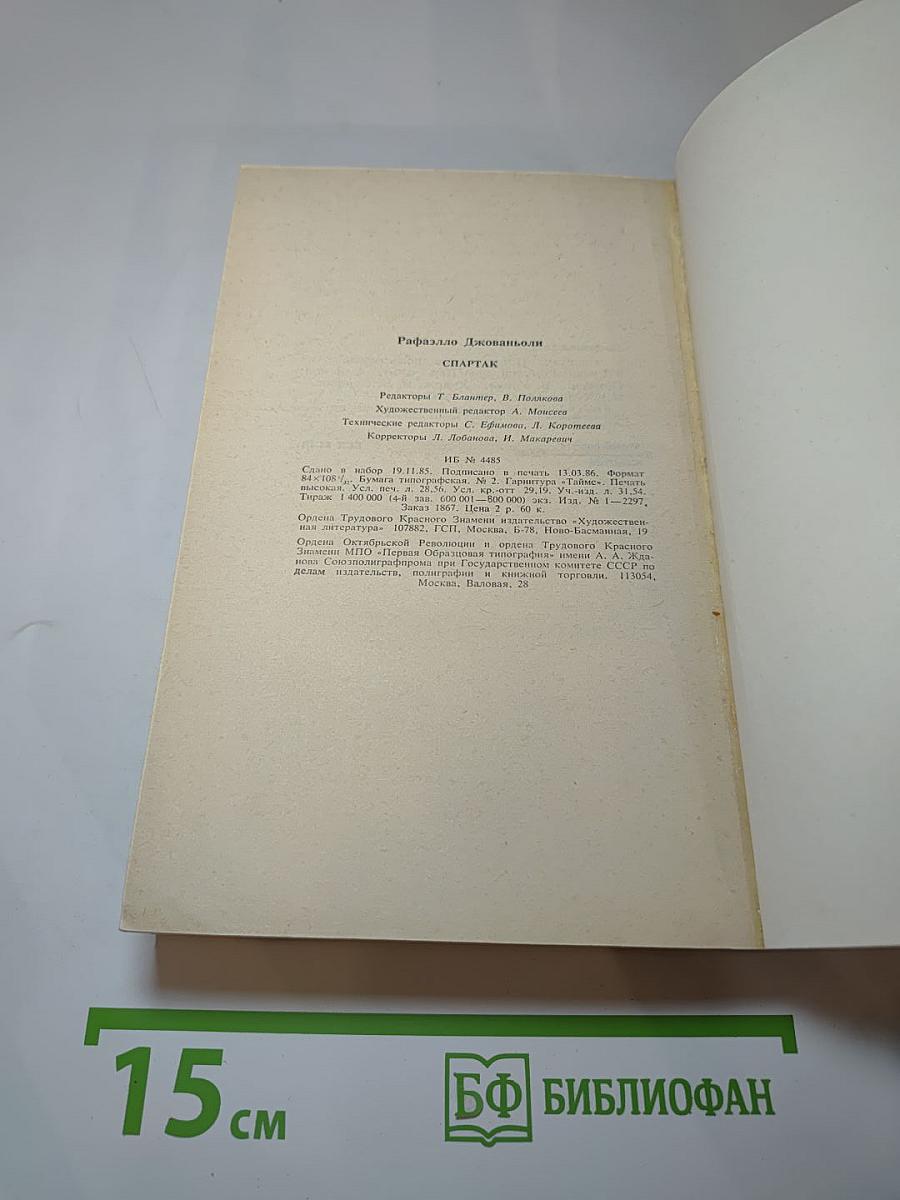 Рафаэлло Джованьоли
СПАРТАК
Редакторы Т Блантер, В. Полякова
Художественный редактор А. Моисеев
Технические редакторы С. Ефимова, Л. Коротеева
Корректоры Л. Лобанова, И. Макаревич
ИБ № 4485
Сдано в набор 19.11.85. Подписано в печать 13.03.86. Формат
84×108 1/32. Бумага типографская. № 2. Гарнитура «Таймс». Печать
высокая. Усл. печ. л. 28,56. Усл. кр.-отт 29,19. Уч.-изд. л. 31,54.
Тираж 1 400 000 (4-й зав. 600 001—800 000) экз. Изд. № 1—2297.
Заказ 1867. Цена 2 р. 60 к.
Ордена Трудового Красного Знамени издательство «Художествен-
ная литература» 107882, ГСП, Москва, Б-78, Ново-Басманная, 19
Ордена Октябрьской Революции и ордена Трудового Красного
Знамени МПО «Первая Образцовая типография» имени А. А. Жда-
нова Союзполиграфпрома при Государственном комитете СССР по
делам издательств, полиграфии и книжной торговли. 113054,
Москва, Валовая, 28
15 см
БФ БИБЛИОФАН